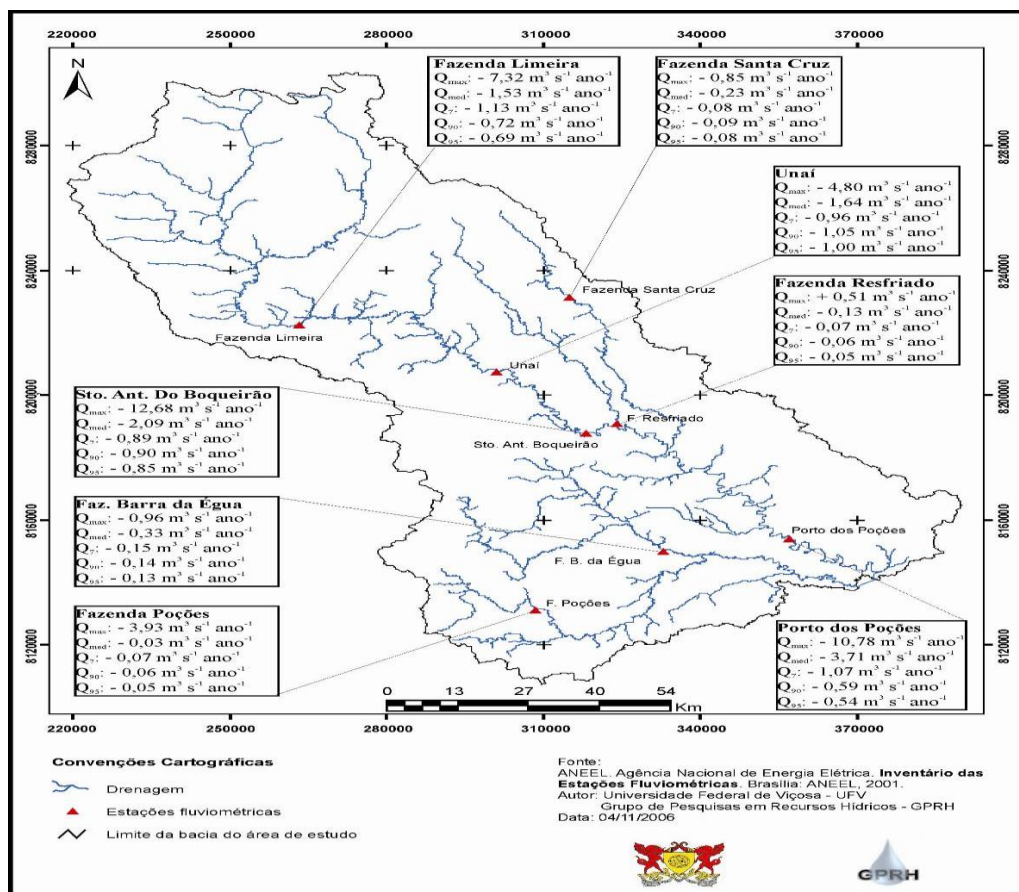 220000 250000 280000 310000 340000 370000
N
Fazenda Limeira
Qmax: - 7,32 m³ s⁻¹ ano⁻¹
Qmed: - 1,53 m³ s⁻¹ ano⁻¹
Q7: - 1,13 m³ s⁻¹ ano⁻¹
Q90: - 0,72 m³ s⁻¹ ano⁻¹
Q95: - 0,69 m³ s⁻¹ ano⁻¹
Fazenda Santa Cruz
Qmax: - 0,85 m³ s⁻¹ ano⁻¹
Qmed: - 0,23 m³ s⁻¹ ano⁻¹
Q7: - 0,08 m³ s⁻¹ ano⁻¹
Q90: - 0,09 m³ s⁻¹ ano⁻¹
Q95: - 0,08 m³ s⁻¹ ano⁻¹
8280000
8280000
Unaí
Qmax: - 4,80 m³ s⁻¹ ano⁻¹
Qmed: - 1,64 m³ s⁻¹ ano⁻¹
Q7: - 0,96 m³ s⁻¹ ano⁻¹
Q90: - 1,05 m³ s⁻¹ ano⁻¹
Q95: - 1,00 m³ s⁻¹ ano⁻¹
8240000
8240000
Fazenda Santa Cruz
Fazenda Resfriado
Qmax: + 0,51 m³ s⁻¹ ano⁻¹
Qmed: - 0,13 m³ s⁻¹ ano⁻¹
Q7: - 0,07 m³ s⁻¹ ano⁻¹
Q90: - 0,06 m³ s⁻¹ ano⁻¹
Q95: - 0,05 m³ s⁻¹ ano⁻¹
Fazenda Limeira
Unaí
8200000
8200000
Sto. Ant. Do Boqueirão
Qmax: - 12,68 m³ s⁻¹ ano⁻¹
Qmed: - 2,09 m³ s⁻¹ ano⁻¹
Q7: - 0,89 m³ s⁻¹ ano⁻¹
Q90: - 0,90 m³ s⁻¹ ano⁻¹
Q95: - 0,85 m³ s⁻¹ ano⁻¹
F. Resfriado
Sto. Ant. Boqueirão
Faz. Barra da Égua
Qmax: - 0,96 m³ s⁻¹ ano⁻¹
Qmed: - 0,33 m³ s⁻¹ ano⁻¹
Q7: - 0,15 m³ s⁻¹ ano⁻¹
Q90: - 0,14 m³ s⁻¹ ano⁻¹
Q95: - 0,13 m³ s⁻¹ ano⁻¹
8160000
8160000
Porto dos Poções
F. B. da Égua
Fazenda Poções
Qmax: - 3,93 m³ s⁻¹ ano⁻¹
Qmed: - 0,03 m³ s⁻¹ ano⁻¹
Q7: - 0,07 m³ s⁻¹ ano⁻¹
Q90: - 0,06 m³ s⁻¹ ano⁻¹
Q95: - 0,05 m³ s⁻¹ ano⁻¹
F. Poções
Porto dos Poções
Qmax: - 10,78 m³ s⁻¹ ano⁻¹
Qmed: - 3,71 m³ s⁻¹ ano⁻¹
Q7: - 1,07 m³ s⁻¹ ano⁻¹
Q90: - 0,59 m³ s⁻¹ ano⁻¹
Q95: - 0,54 m³ s⁻¹ ano⁻¹
8120000
8120000
0 13 27 40 54
Km
220000 250000 280000 310000 340000 370000
Convenções Cartográficas
Drenagem
Estações fluviométricas
Limite da bacia do área de estudo
Fonte:
ANEEL. Agência Nacional de Energia Elétrica. Inventário das
Estações Fluviométricas. Brasília: ANEEL, 2001.
Autor: Universidade Federal de Viçosa - UFV
Grupo de Pesquisas em Recursos Hídricos - GPRH
Data: 04/11/2006
GPRH